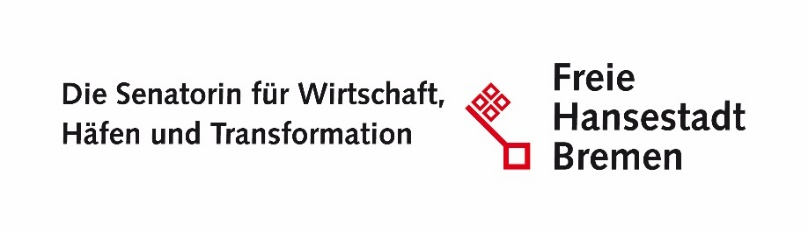 Die Senatorin für Wirtschaft,
Häfen und Transformation
Freie
Hansestadt
Bremen